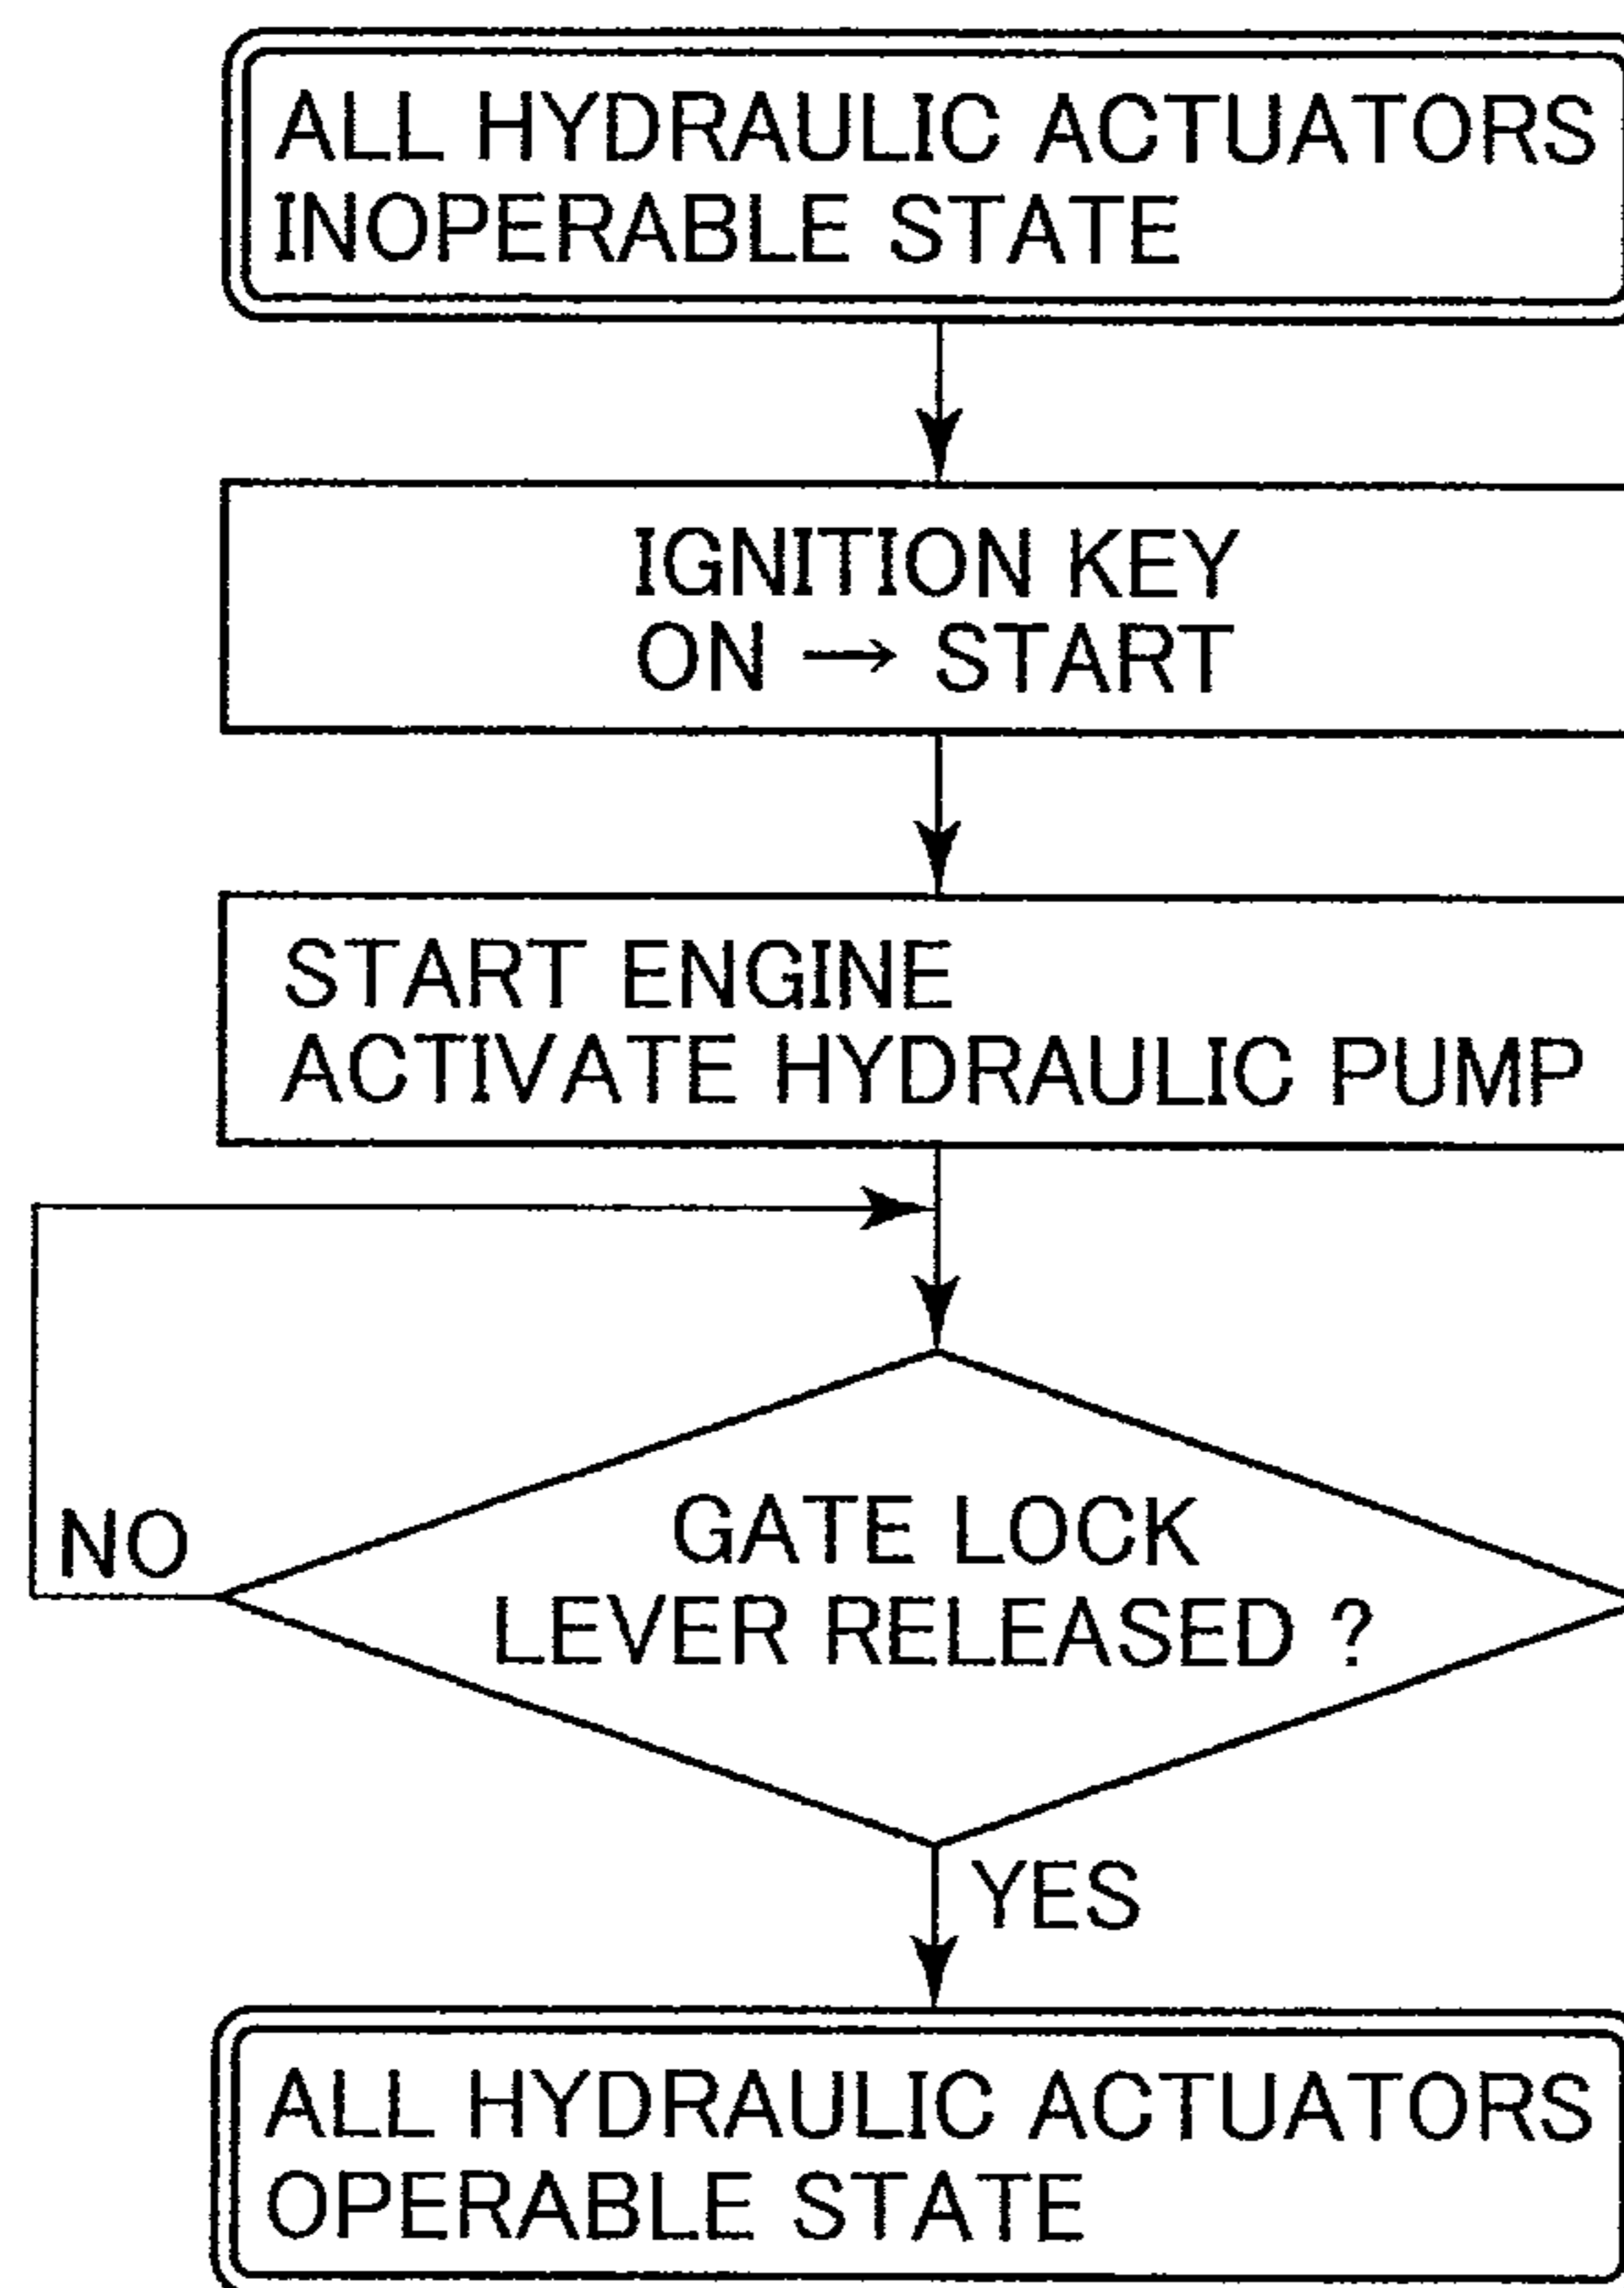 ALL HYDRAULIC ACTUATORS
INOPERABLE STATE
IGNITION KEY
ON → START
START ENGINE
ACTIVATE HYDRAULIC PUMP
GATE LOCK
LEVER RELEASED ?
NO
YES
ALL HYDRAULIC ACTUATORS
OPERABLE STATE